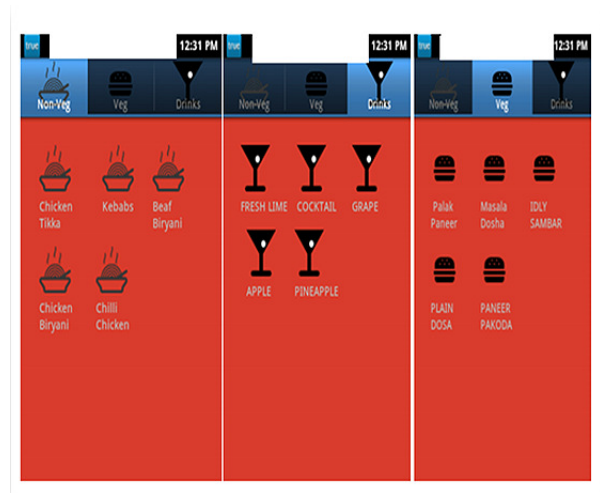 true 12:31 PM
Non-Veg Veg Drinks
Chicken Tikka
Kebabs
Beaf Biryani
Chicken Biryani
Chilli Chicken
true 12:31 PM
Non-Veg Veg Drinks
FRESH LIME COCKTAIL GRAPE
APPLE PINEAPPLE
true 12:31 PM
Non-Veg Veg Drinks
Palak Paneer
Masala Dosha
IDLY SAMBAR
PLAIN DOSA
PANEER PAKODA